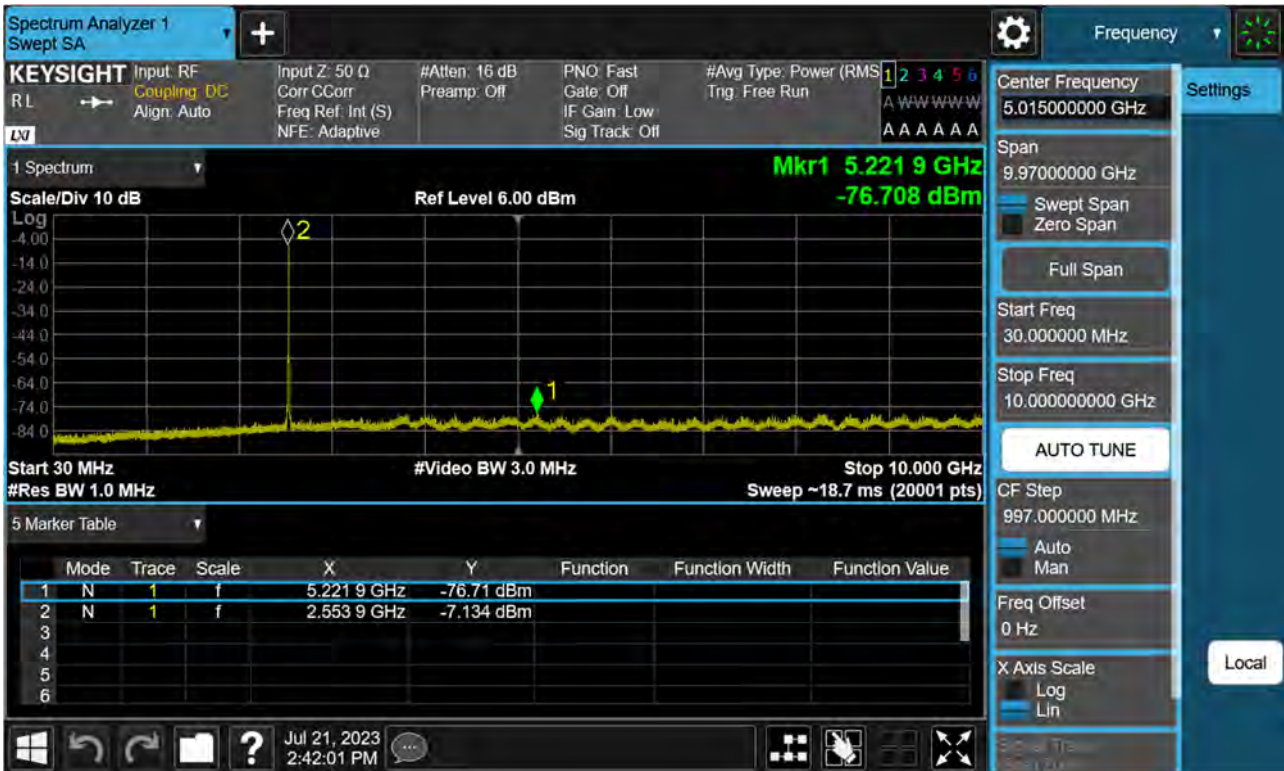 Spectrum Analyzer 1
Swept SA
Frequency
KEYSIGHT
RL
LXI
Input: RF
Coupling: DC
Align: Auto
Input Z: 50 Ω
Corr CCorr
Freq Ref: Int (S)
NFE: Adaptive
#Atten: 16 dB
Preamp: Off
PNO: Fast
Gate: Off
IF Gain: Low
Sig Track: Off
#Avg Type: Power (RMS
Trig: Free Run
1 2 3 4 5 6
A W W W W W
A A A A A A
Center Frequency
5.015000000 GHz
Settings
1 Spectrum
Mkr1 5.221 9 GHz
-76.708 dBm
Scale/Div 10 dB
Ref Level 6.00 dBm
Log
-4.00
-14.0
-24.0
-34.0
-44.0
-54.0
-64.0
-74.0
-84.0
2
1
Start 30 MHz
#Video BW 3.0 MHz
Stop 10.000 GHz
#Res BW 1.0 MHz
Sweep ~18.7 ms (20001 pts)
Span
9.97000000 GHz
Swept Span
Zero Span
Full Span
Start Freq
30.000000 MHz
Stop Freq
10.000000000 GHz
AUTO TUNE
CF Step
997.000000 MHz
Auto
Man
Freq Offset
0 Hz
X Axis Scale
Log
Lin
Local
5 Marker Table
Mode Trace Scale X Y Function Function Width Function Value
1 N 1 f 5.221 9 GHz -76.71 dBm
2 N 1 f 2.553 9 GHz -7.134 dBm
3
4
5
6
?
Jul 21, 2023
2:42:01 PM